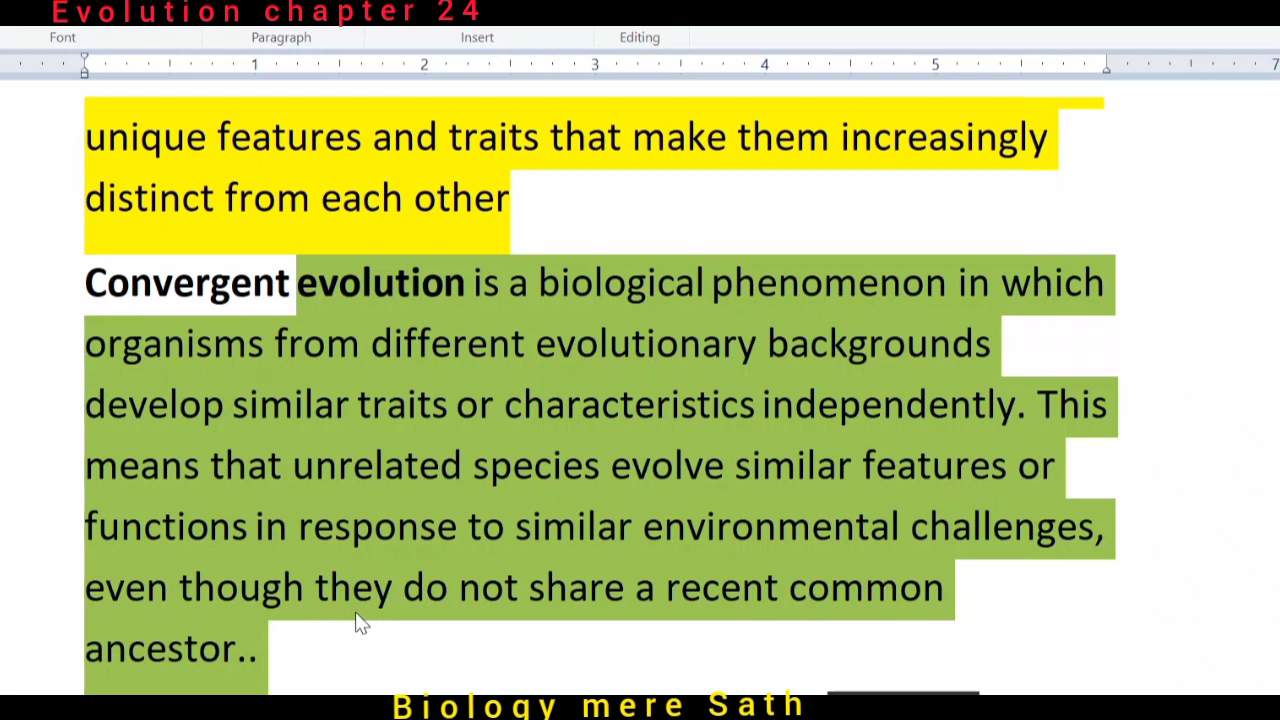 Evolution chapter 24
Font Paragraph Insert Editing
1 2 3 4 5 7
unique features and traits that make them increasingly
distinct from each other
Convergent evolution is a biological phenomenon in which
organisms from different evolutionary backgrounds
develop similar traits or characteristics independently. This
means that unrelated species evolve similar features or
functions in response to similar environmental challenges,
even though they do not share a recent common
ancestor..
Biology mere Sath